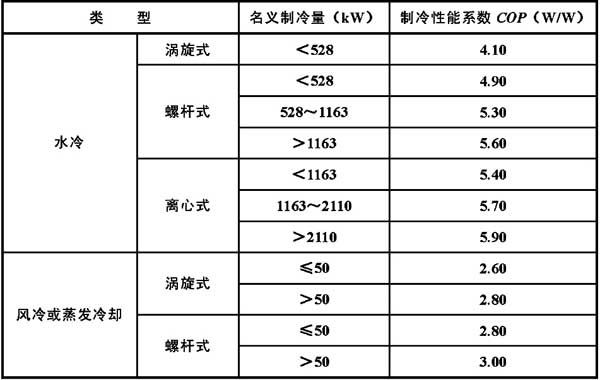 类 型 名义制冷量（kW） 制冷性能系数 COP（W/W）
水冷 涡旋式 ＜528 4.10
螺杆式 ＜528 4.90
528～1163 5.30
＞1163 5.60
离心式 ＜1163 5.40
1163～2110 5.70
＞2110 5.90
风冷或蒸发冷却 涡旋式 ≤50 2.60
＞50 2.80
螺杆式 ≤50 2.80
＞50 3.00